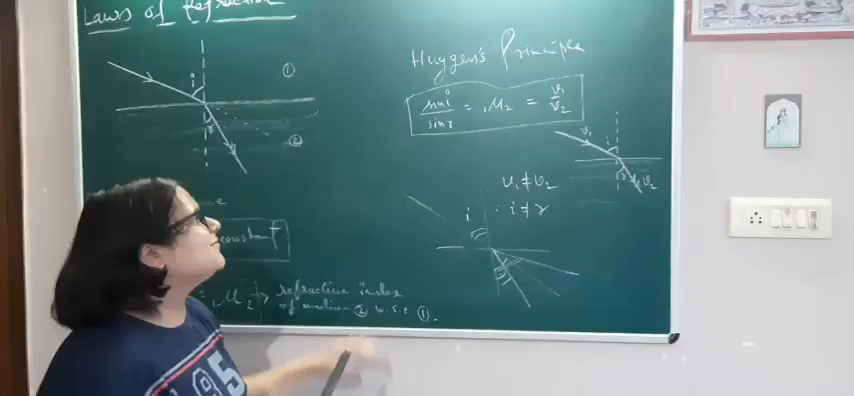 Laws of Refraction
i
①
r
②
constant
= ₁μ₂ → refractive index
of medium ② w.r.t ①.
Huygen's Principle
sin i / sin r = ₁μ₂ = v₁ / v₂
v₁ i
r v₂
v₁ ≠ v₂
∴ i ≠ r
i
95